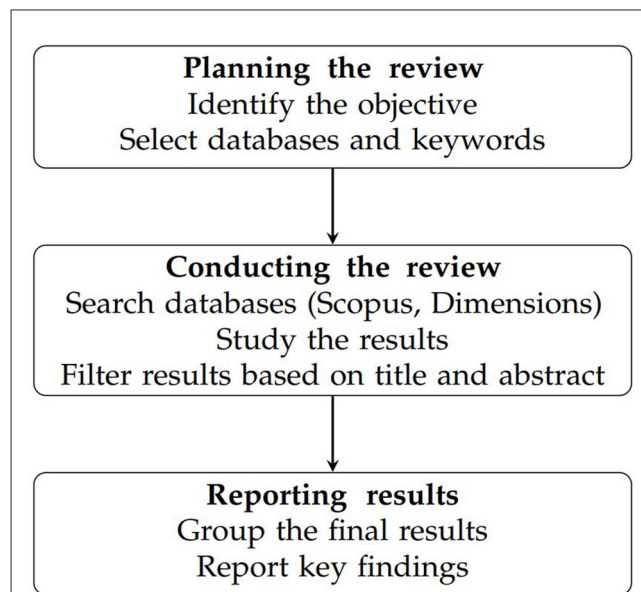 Planning the review
Identify the objective
Select databases and keywords
Conducting the review
Search databases (Scopus, Dimensions)
Study the results
Filter results based on title and abstract
Reporting results
Group the final results
Report key findings